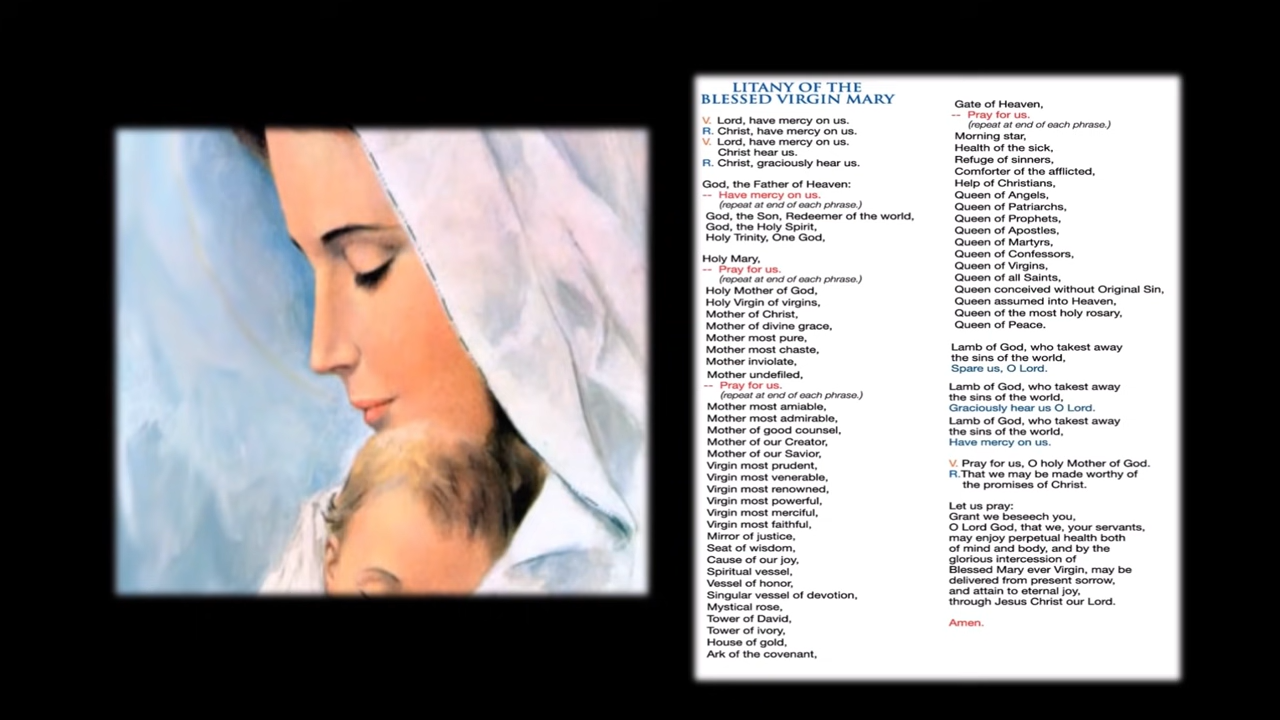 LITANY OF THE
BLESSED VIRGIN MARY
V. Lord, have mercy on us.
R. Christ, have mercy on us.
V. Lord, have mercy on us.
Christ hear us.
R. Christ, graciously hear us.
God, the Father of Heaven:
-- Have mercy on us.
(repeat at end of each phrase.)
God, the Son, Redeemer of the world,
God, the Holy Spirit,
Holy Trinity, One God,
Holy Mary,
-- Pray for us.
(repeat at end of each phrase.)
Holy Mother of God,
Holy Virgin of virgins,
Mother of Christ,
Mother of divine grace,
Mother most pure,
Mother most chaste,
Mother inviolate,
Mother undefiled,
-- Pray for us.
(repeat at end of each phrase.)
Mother most amiable,
Mother most admirable,
Mother of good counsel,
Mother of our Creator,
Mother of our Savior,
Virgin most prudent,
Virgin most venerable,
Virgin most renowned,
Virgin most powerful,
Virgin most merciful,
Virgin most faithful,
Mirror of justice,
Seat of wisdom,
Cause of our joy,
Spiritual vessel,
Vessel of honor,
Singular vessel of devotion,
Mystical rose,
Tower of David,
Tower of ivory,
House of gold,
Ark of the covenant,
Gate of Heaven,
-- Pray for us.
(repeat at end of each phrase.)
Morning star,
Health of the sick,
Refuge of sinners,
Comforter of the afflicted,
Help of Christians,
Queen of Angels,
Queen of Patriarchs,
Queen of Prophets,
Queen of Apostles,
Queen of Martyrs,
Queen of Confessors,
Queen of Virgins,
Queen of all Saints,
Queen conceived without Original Sin,
Queen assumed into Heaven,
Queen of the most holy rosary,
Queen of Peace.
Lamb of God, who takest away
the sins of the world,
Spare us, O Lord.
Lamb of God, who takest away
the sins of the world,
Graciously hear us O Lord.
Lamb of God, who takest away
the sins of the world,
Have mercy on us.
V. Pray for us, O holy Mother of God.
R.That we may be made worthy of
the promises of Christ.
Let us pray:
Grant we beseech you,
O Lord God, that we, your servants,
may enjoy perpetual health both
of mind and body, and by the
glorious intercession of
Blessed Mary ever Virgin, may be
delivered from present sorrow,
and attain to eternal joy,
through Jesus Christ our Lord.
Amen.